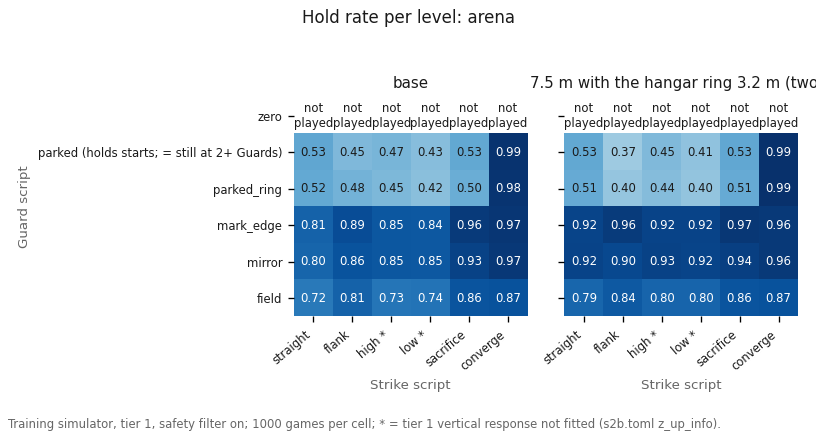 Hold rate per level: arena
base
7.5 m with the hangar ring 3.2 m (two
Guard script
zero
not played not played not played not played not played not played
not played not played not played not played not played not played
parked (holds starts; = still at 2+ Guards)
0.53 0.45 0.47 0.43 0.53 0.99
0.53 0.37 0.45 0.41 0.53 0.99
parked_ring
0.52 0.48 0.45 0.42 0.50 0.98
0.51 0.40 0.44 0.40 0.51 0.99
mark_edge
0.81 0.89 0.85 0.84 0.96 0.97
0.92 0.96 0.92 0.92 0.97 0.96
mirror
0.80 0.86 0.85 0.85 0.93 0.97
0.92 0.90 0.93 0.92 0.94 0.96
field
0.72 0.81 0.73 0.74 0.86 0.87
0.79 0.84 0.80 0.80 0.86 0.87
straight flank high * low * sacrifice converge
straight flank high * low * sacrifice converge
Strike script
Strike script
Training simulator, tier 1, safety filter on; 1000 games per cell; * = tier 1 vertical response not fitted (s2b.toml z_up_info).